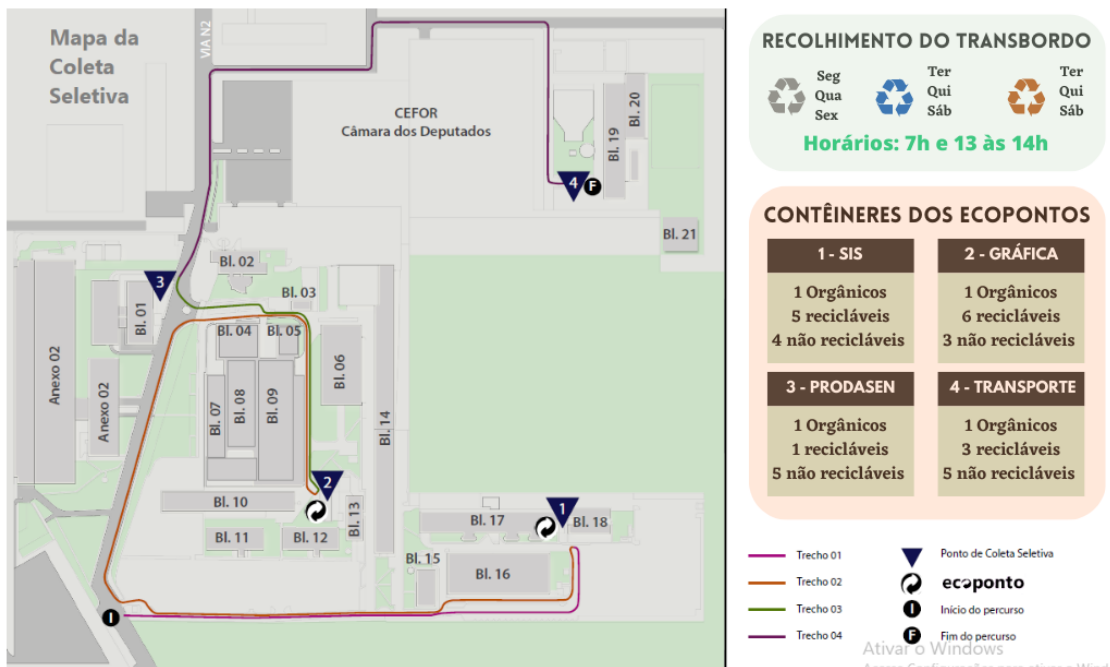 Mapa da
Coleta
Seletiva
VIA N2
CEFOR
Câmara dos Deputados
Bl. 20
Bl. 19
4
F
Bl. 21
Bl. 02
3
Bl. 03
Bl. 01
Bl. 04
Bl. 05
Bl. 06
Anexo 02
Anexo 02
Bl. 07
Bl. 08
Bl. 09
Bl. 14
2
Bl. 10
Bl. 13
1
Bl. 17
Bl. 18
Bl. 11
Bl. 12
Bl. 15
Bl. 16
I
RECOLHIMENTO DO TRANSBORDO
Seg
Qua
Sex
Ter
Qui
Sáb
Ter
Qui
Sáb
Horários: 7h e 13 às 14h
CONTÊINERES DOS ECOPONTOS
1 - SIS
1 Orgânicos
5 recicláveis
4 não recicláveis
2 - GRÁFICA
1 Orgânicos
6 recicláveis
3 não recicláveis
3 - PRODASEN
1 Orgânicos
1 recicláveis
5 não recicláveis
4 - TRANSPORTE
1 Orgânicos
3 recicláveis
5 não recicláveis
Trecho 01
Trecho 02
Trecho 03
Trecho 04
Ponto de Coleta Seletiva
ecoponto
I Início do percurso
F Fim do percurso
Ativar o Windows